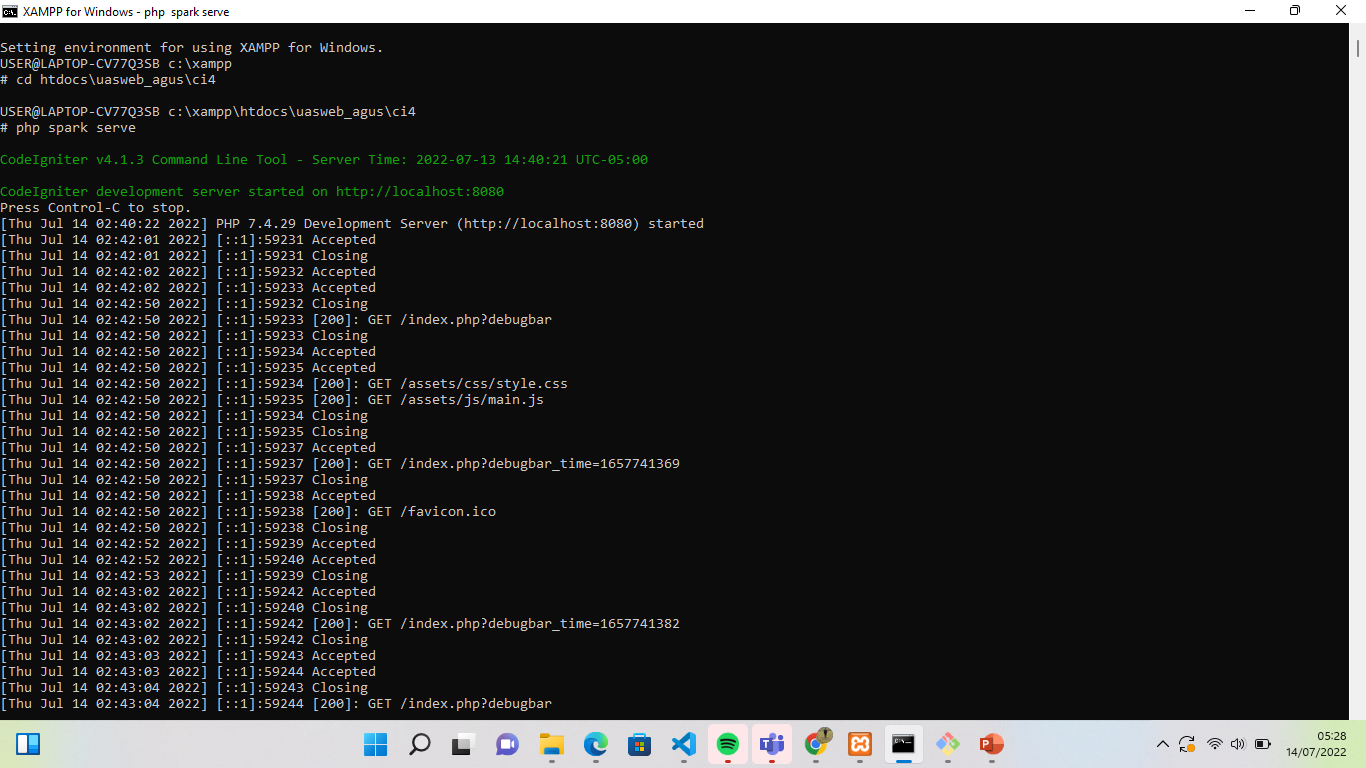 XAMPP for Windows - php  spark serve
Setting environment for using XAMPP for Windows.
USER@LAPTOP-CV77Q3SB c:\xampp
# cd htdocs\uasweb_agus\ci4
USER@LAPTOP-CV77Q3SB c:\xampp\htdocs\uasweb_agus\ci4
# php spark serve
CodeIgniter v4.1.3 Command Line Tool - Server Time: 2022-07-13 14:40:21 UTC-05:00
CodeIgniter development server started on http://localhost:8080
Press Control-C to stop.
[Thu Jul 14 02:40:22 2022] PHP 7.4.29 Development Server (http://localhost:8080) started
[Thu Jul 14 02:42:01 2022] [::1]:59231 Accepted
[Thu Jul 14 02:42:01 2022] [::1]:59231 Closing
[Thu Jul 14 02:42:02 2022] [::1]:59232 Accepted
[Thu Jul 14 02:42:02 2022] [::1]:59233 Accepted
[Thu Jul 14 02:42:50 2022] [::1]:59232 Closing
[Thu Jul 14 02:42:50 2022] [::1]:59233 [200]: GET /index.php?debugbar
[Thu Jul 14 02:42:50 2022] [::1]:59233 Closing
[Thu Jul 14 02:42:50 2022] [::1]:59234 Accepted
[Thu Jul 14 02:42:50 2022] [::1]:59235 Accepted
[Thu Jul 14 02:42:50 2022] [::1]:59234 [200]: GET /assets/css/style.css
[Thu Jul 14 02:42:50 2022] [::1]:59235 [200]: GET /assets/js/main.js
[Thu Jul 14 02:42:50 2022] [::1]:59234 Closing
[Thu Jul 14 02:42:50 2022] [::1]:59235 Closing
[Thu Jul 14 02:42:50 2022] [::1]:59237 Accepted
[Thu Jul 14 02:42:50 2022] [::1]:59237 [200]: GET /index.php?debugbar_time=1657741369
[Thu Jul 14 02:42:50 2022] [::1]:59237 Closing
[Thu Jul 14 02:42:50 2022] [::1]:59238 Accepted
[Thu Jul 14 02:42:50 2022] [::1]:59238 [200]: GET /favicon.ico
[Thu Jul 14 02:42:50 2022] [::1]:59238 Closing
[Thu Jul 14 02:42:52 2022] [::1]:59239 Accepted
[Thu Jul 14 02:42:52 2022] [::1]:59240 Accepted
[Thu Jul 14 02:42:53 2022] [::1]:59239 Closing
[Thu Jul 14 02:43:02 2022] [::1]:59242 Accepted
[Thu Jul 14 02:43:02 2022] [::1]:59240 Closing
[Thu Jul 14 02:43:02 2022] [::1]:59242 [200]: GET /index.php?debugbar_time=1657741382
[Thu Jul 14 02:43:02 2022] [::1]:59242 Closing
[Thu Jul 14 02:43:03 2022] [::1]:59243 Accepted
[Thu Jul 14 02:43:03 2022] [::1]:59244 Accepted
[Thu Jul 14 02:43:04 2022] [::1]:59243 Closing
[Thu Jul 14 02:43:04 2022] [::1]:59244 [200]: GET /index.php?debugbar
05:28
14/07/2022